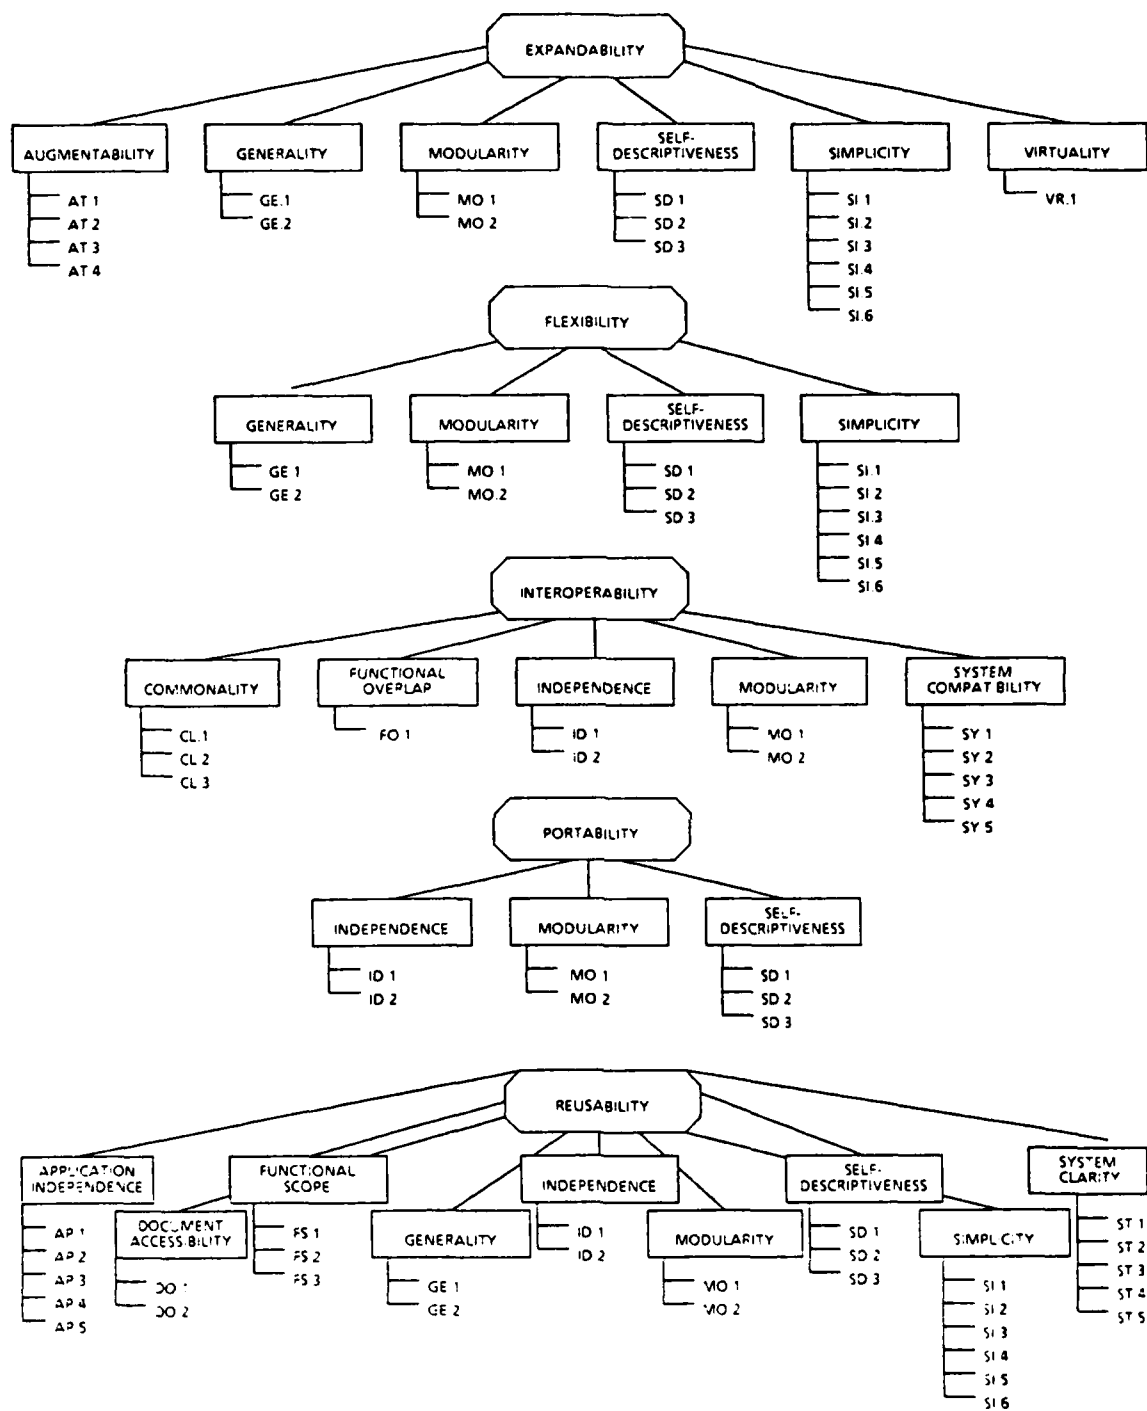 EXPANDABILITY
AUGMENTABILITY
AT 1
AT 2
AT 3
AT 4
GENERALITY
GE.1
GE.2
MODULARITY
MO 1
MO 2
SELF-
DESCRIPTIVENESS
SD 1
SD 2
SD 3
SIMPLICITY
SI.1
SI.2
SI.3
SI.4
SI.5
SI.6
VIRTUALITY
VR.1
FLEXIBILITY
GENERALITY
GE 1
GE 2
MODULARITY
MO 1
MO.2
SELF-
DESCRIPTIVENESS
SD 1
SD 2
SD 3
SIMPLICITY
SI.1
SI 2
SI.3
SI 4
SI.5
SI 6
INTEROPERABILITY
COMMONALITY
CL.1
CL 2
CL 3
FUNCTIONAL
OVERLAP
FO 1
INDEPENDENCE
ID 1
ID 2
MODULARITY
MO 1
MO 2
SYSTEM
COMPATIBILITY
SY 1
SY 2
SY 3
SY 4
SY 5
PORTABILITY
INDEPENDENCE
ID 1
ID 2
MODULARITY
MO 1
MO 2
SELF-
DESCRIPTIVENESS
SD 1
SD 2
SD 3
REUSABILITY
APPLICATION
INDEPENDENCE
AP 1
AP 2
AP 3
AP 4
AP 5
DOCUMENT
ACCESSIBILITY
DO 1
DO 2
FUNCTIONAL
SCOPE
FS 1
FS 2
FS 3
GENERALITY
GE 1
GE 2
INDEPENDENCE
ID 1
ID 2
MODULARITY
MO 1
MO 2
SELF-
DESCRIPTIVENESS
SD 1
SD 2
SD 3
SIMPLICITY
SI 1
SI 2
SI 3
SI 4
SI 5
SI 6
SYSTEM
CLARITY
ST 1
ST 2
ST 3
ST 4
ST 5